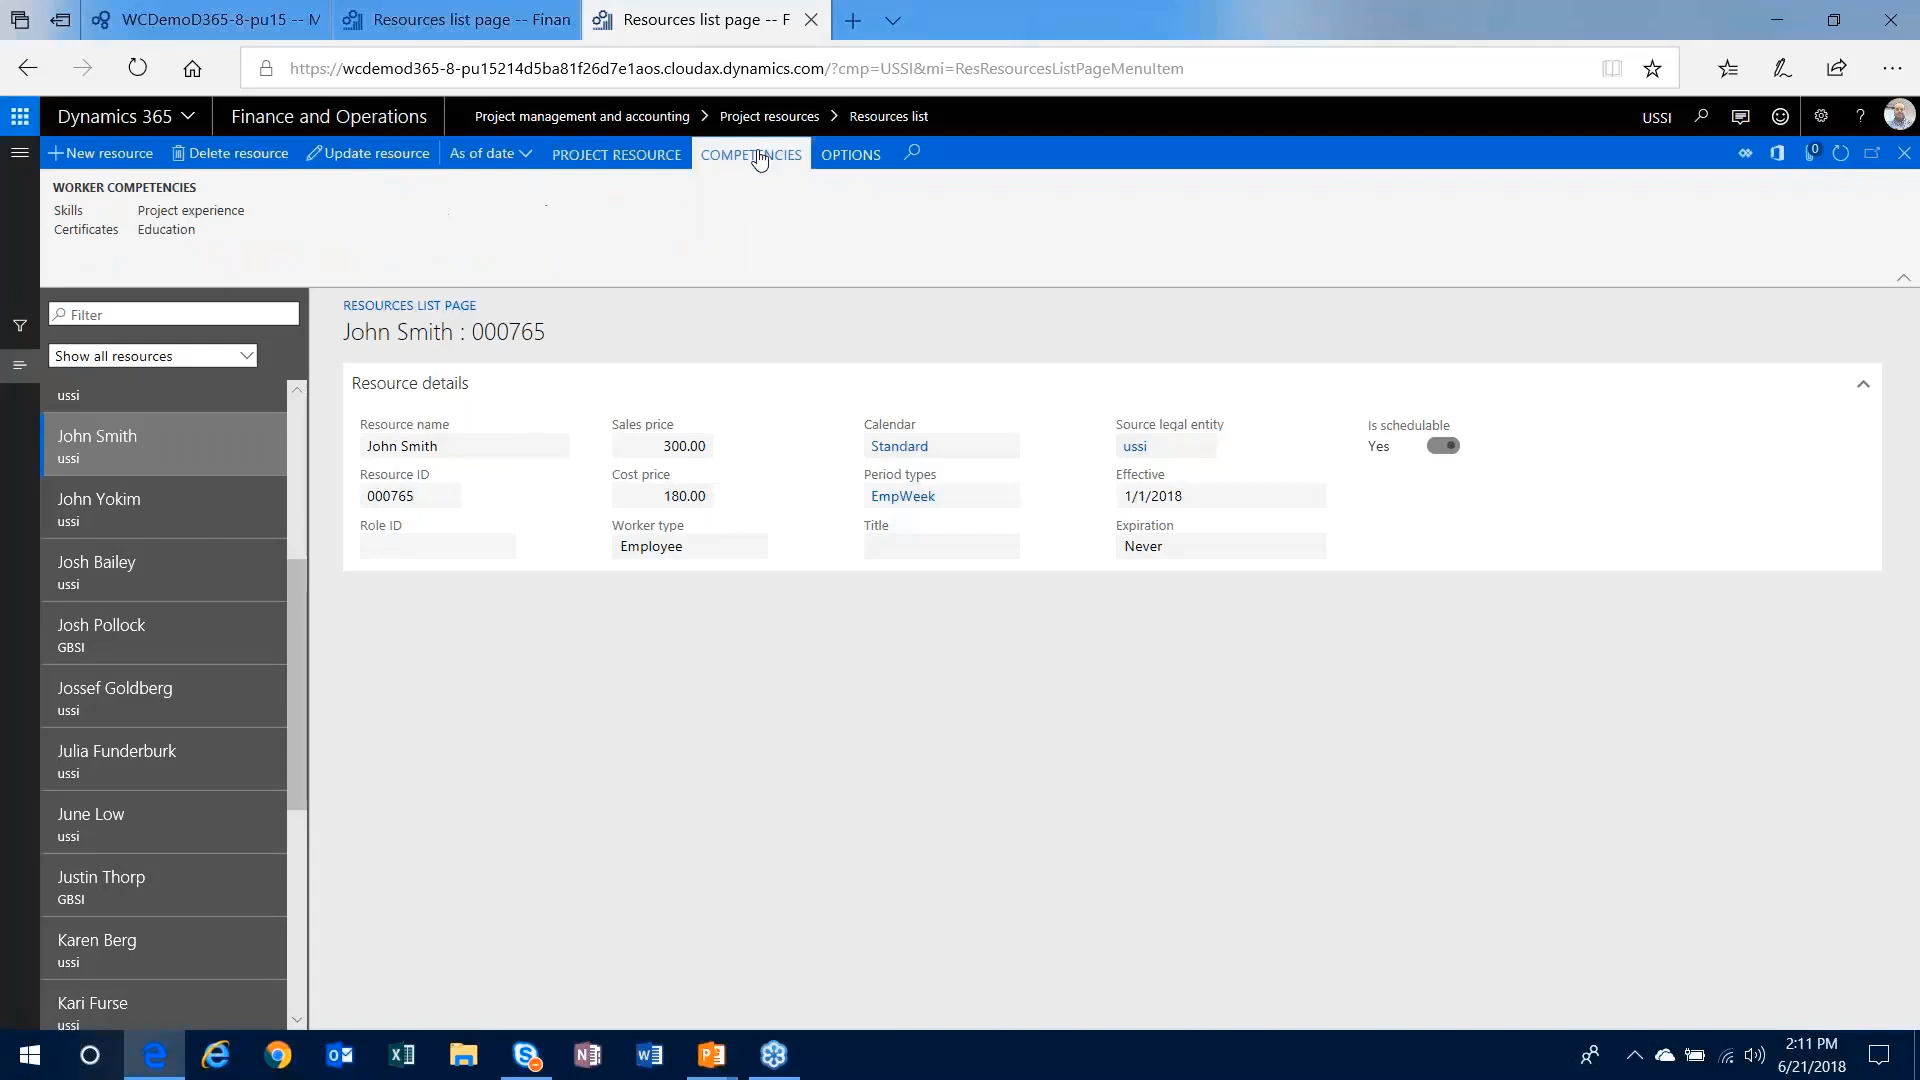 WCDemoD365-8-pu15 -- M
Resources list page -- Finan
Resources list page -- F
https://wcdemod365-8-pu15214d5ba81f26d7e1aos.cloudax.dynamics.com/?cmp=USSI&mi=ResResourcesListPageMenuItem
Dynamics 365
Finance and Operations
Project management and accounting > Project resources > Resources list
USSI
?
New resource
Delete resource
Update resource
As of date
PROJECT RESOURCE
COMPETENCIES
OPTIONS
0
WORKER COMPETENCIES
Skills
Project experience
Certificates
Education
Filter
Show all resources
ussi
John Smith
ussi
John Yokim
ussi
Josh Bailey
ussi
Josh Pollock
GBSI
Jossef Goldberg
ussi
Julia Funderburk
ussi
June Low
ussi
Justin Thorp
GBSI
Karen Berg
ussi
Kari Furse
ussi
RESOURCES LIST PAGE
John Smith : 000765
Resource details
Resource name
John Smith
Resource ID
000765
Role ID
Sales price
300.00
Cost price
180.00
Worker type
Employee
Calendar
Standard
Period types
EmpWeek
Title
Source legal entity
ussi
Effective
1/1/2018
Expiration
Never
Is schedulable
Yes
2:11 PM
6/21/2018